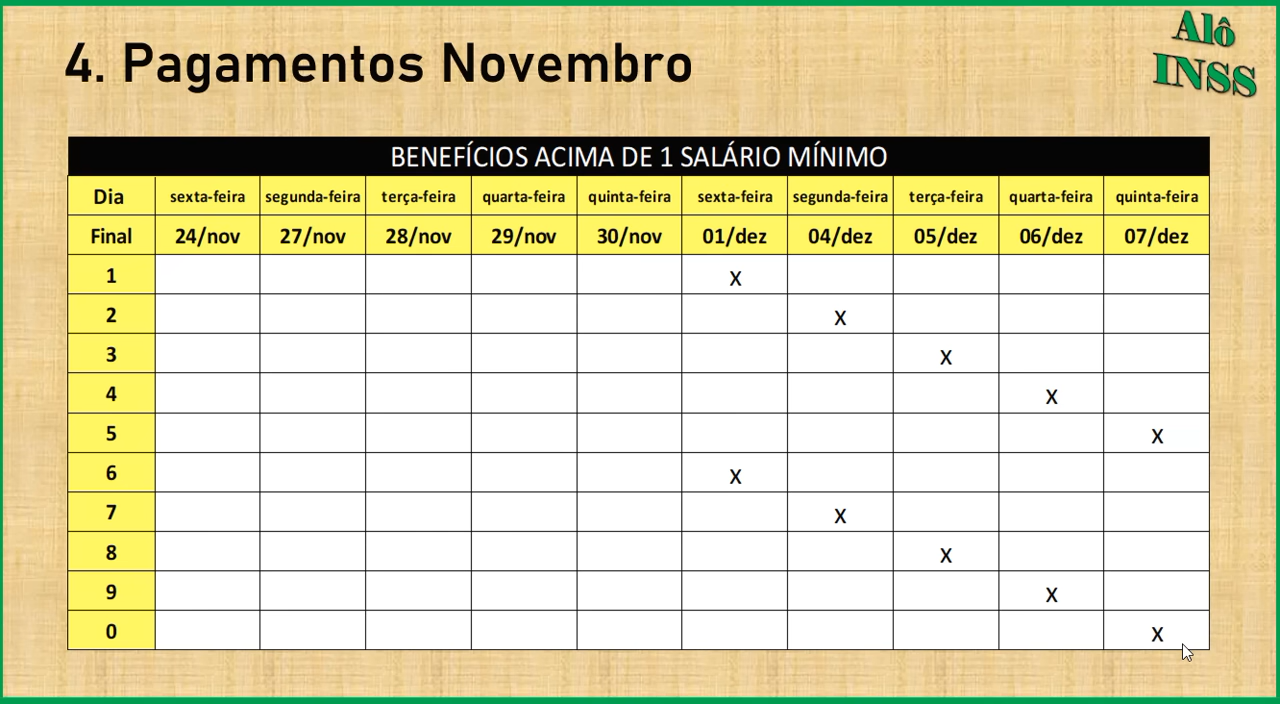 4. Pagamentos Novembro
Alô
INSS
BENEFÍCIOS ACIMA DE 1 SALÁRIO MÍNIMO
Dia sexta-feira segunda-feira terça-feira quarta-feira quinta-feira sexta-feira segunda-feira terça-feira quarta-feira quinta-feira
Final 24/nov 27/nov 28/nov 29/nov 30/nov 01/dez 04/dez 05/dez 06/dez 07/dez
1 x
2 x
3 x
4 x
5 x
6 x
7 x
8 x
9 x
0 x